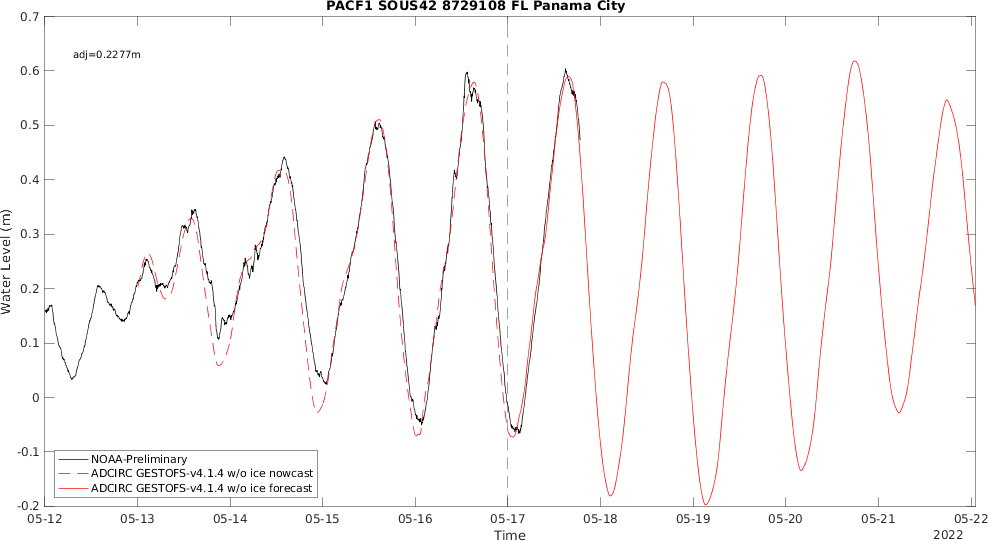 PACF1 SOUS42 8729108 FL Panama City
adj=0.2277m
Water Level (m)
0.7
0.6
0.5
0.4
0.3
0.2
0.1
0
-0.1
-0.2
NOAA-Preliminary
ADCIRC GESTOFS-v4.1.4 w/o ice nowcast
ADCIRC GESTOFS-v4.1.4 w/o ice forecast
05-12 05-13 05-14 05-15 05-16 05-17 05-18 05-19 05-20 05-21 05-22
Time
2022